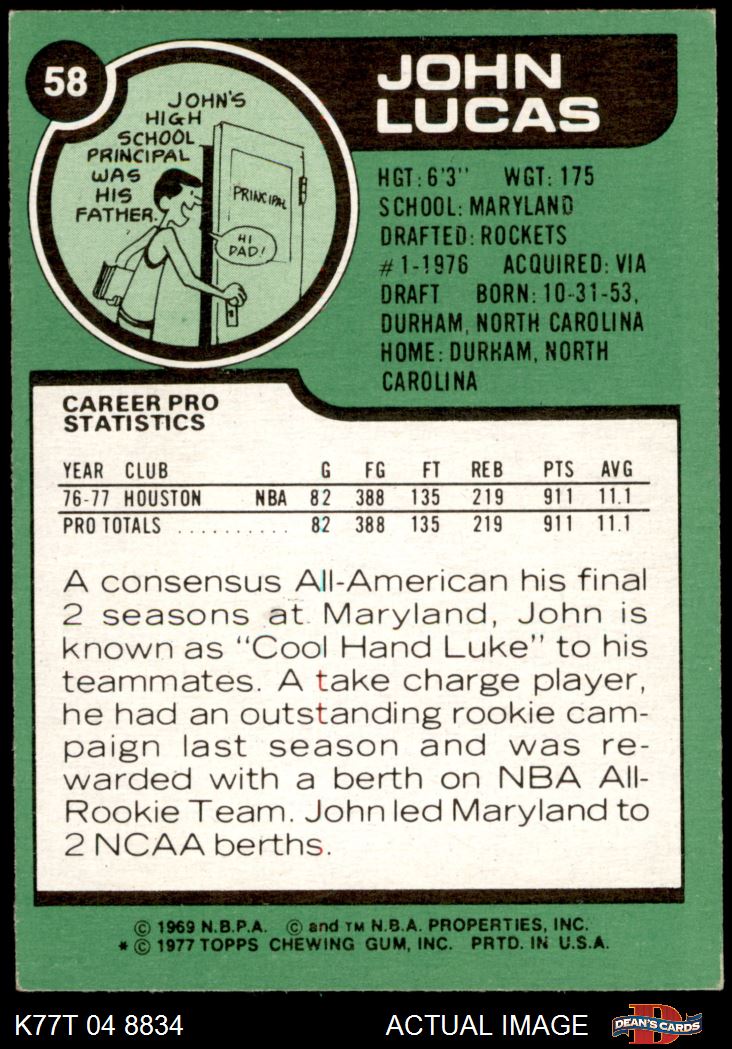 58
JOHN
LUCAS
JOHN'S
HIGH
SCHOOL
PRINCIPAL
WAS
HIS
FATHER.
PRINCIPAL
HI
DAD!
HGT: 6'3" WGT: 175
SCHOOL: MARYLAND
DRAFTED: ROCKETS
#1-1976 ACQUIRED: VIA
DRAFT BORN: 10-31-53,
DURHAM, NORTH CAROLINA
HOME: DURHAM, NORTH
CAROLINA
CAREER PRO
STATISTICS
YEAR CLUB G FG FT REB PTS AVG
76-77 HOUSTON NBA 82 388 135 219 911 11.1
PRO TOTALS .......... 82 388 135 219 911 11.1
A consensus All-American his final
2 seasons at Maryland, John is
known as "Cool Hand Luke" to his
teammates. A take charge player,
he had an outstanding rookie cam-
paign last season and was re-
warded with a berth on NBA All-
Rookie Team. John led Maryland to
2 NCAA berths.
© 1969 N.B.P.A. © and TM N.B.A. PROPERTIES, INC.
* © 1977 TOPPS CHEWING GUM, INC. PRTD. IN U.S.A.
K77T 04 8834 ACTUAL IMAGE DEAN'S CARDS